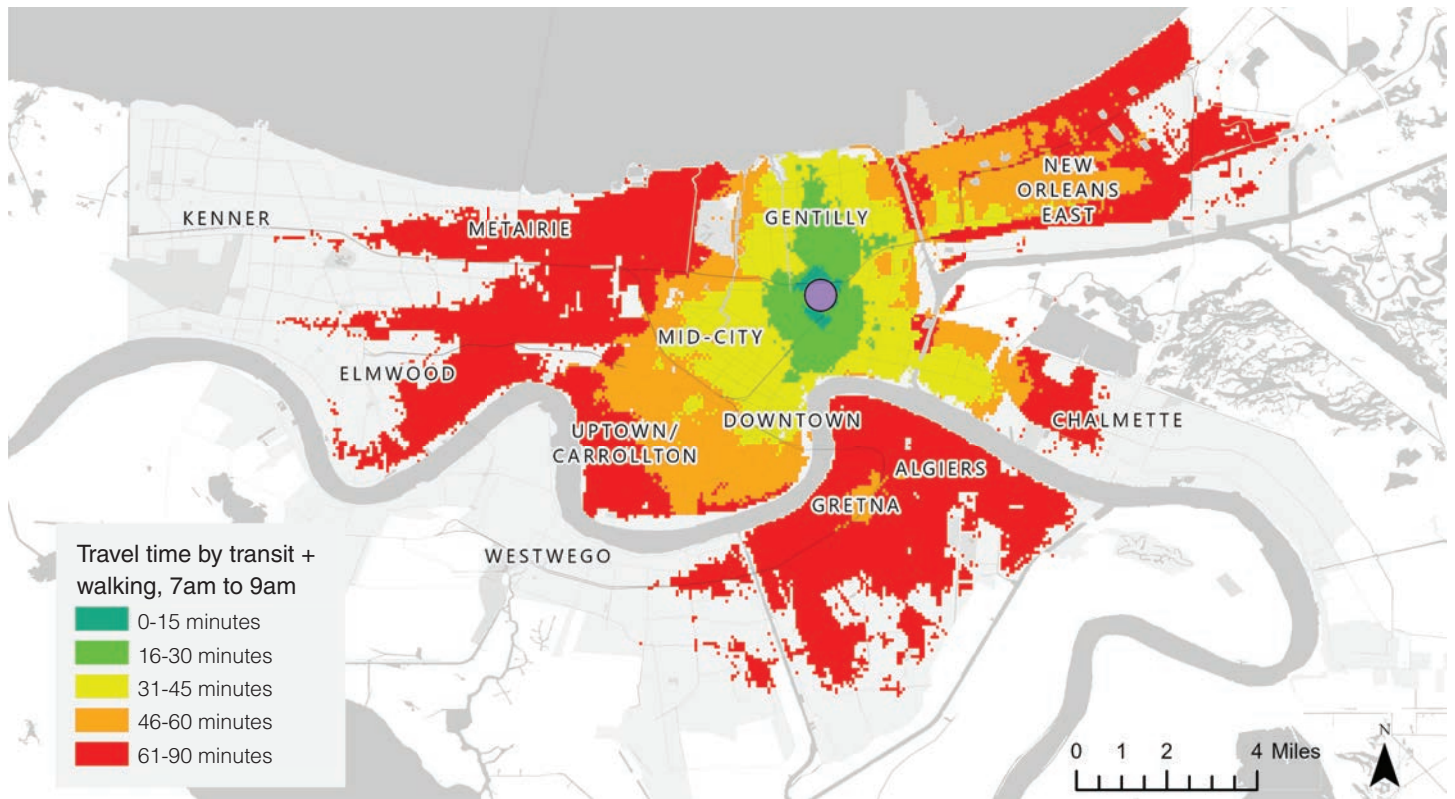 KENNER
METAIRIE
GENTILLY
NEW
ORLEANS
EAST
MID-CITY
ELMWOOD
DOWNTOWN
CHALMETTE
UPTOWN/
CARROLLTON
ALGIERS
GRETNA
WESTWEGO
Travel time by transit +
walking, 7am to 9am
0-15 minutes
16-30 minutes
31-45 minutes
46-60 minutes
61-90 minutes
0 1 2 4 Miles
N